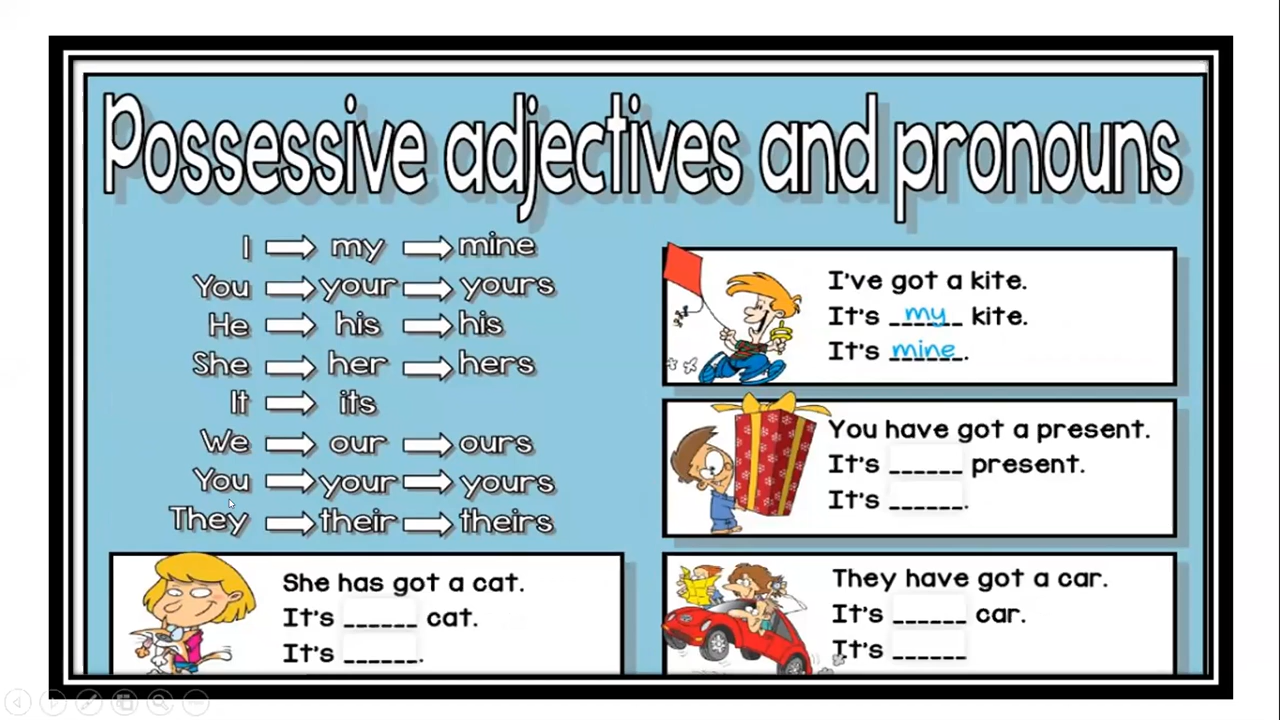 Possessive adjectives and pronouns
I my mine
You your yours
He his his
She her hers
It its
We our ours
You your yours
They their theirs
I've got a kite.
It's my kite.
It's mine.
You have got a present.
It's ______ present.
It's ______.
She has got a cat.
It's ______ cat.
It's ______.
They have got a car.
It's ______ car.
It's ______